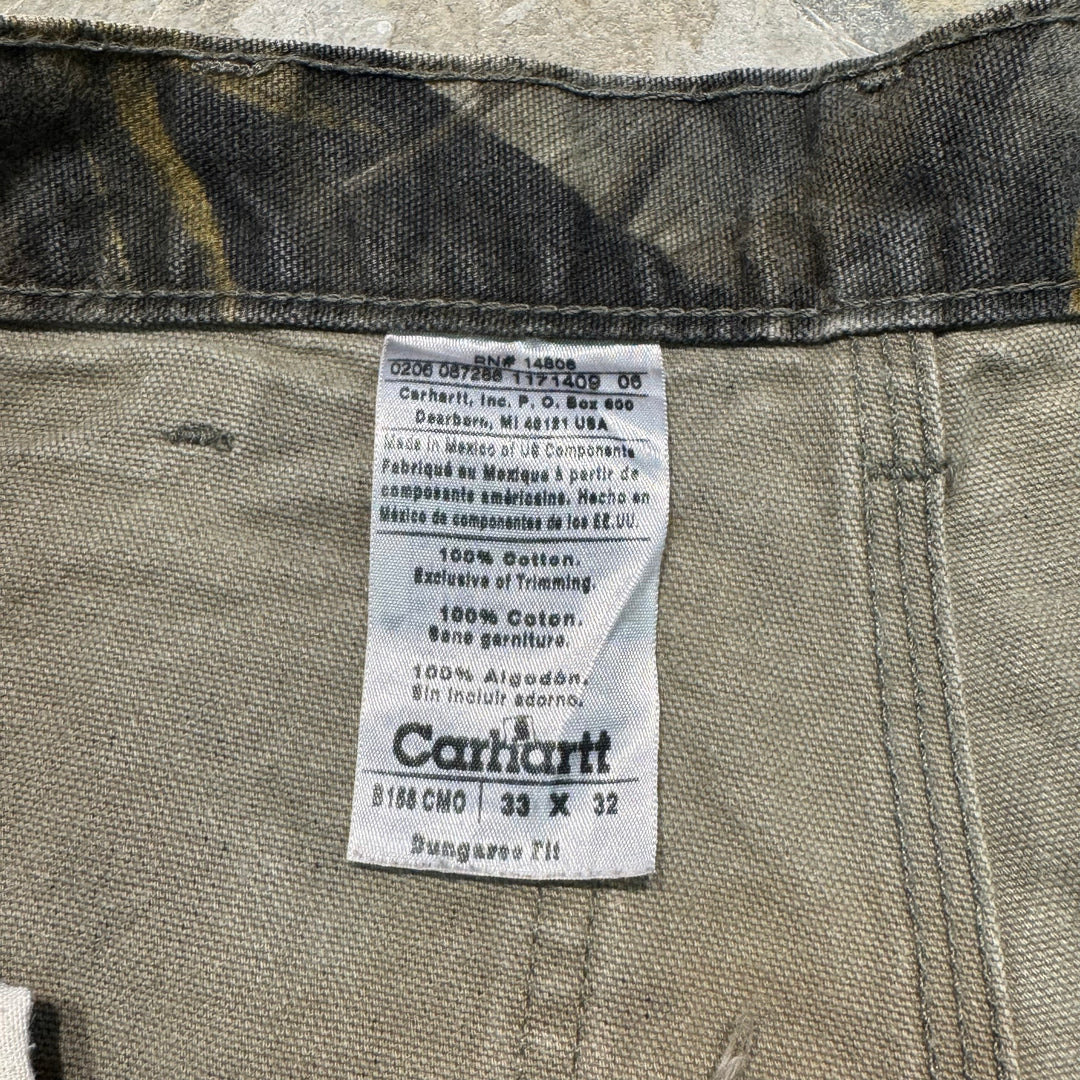 RN# 14806
0206 087288 1171409 06
Carhartt, Inc. P. O. Box 600
Dearborn, MI 48121 USA
Made in Mexico of US Components
Fabriqué au Mexique à partir de
composants américains. Hecho en
México de componentes de los EE.UU.
100% Cotton.
Exclusive of Trimming.
100% Coton.
Sans garniture.
100% Algodón.
Sin incluir adorno.
Carhartt
B158 CMO 33 X 32
Dungaree Fit